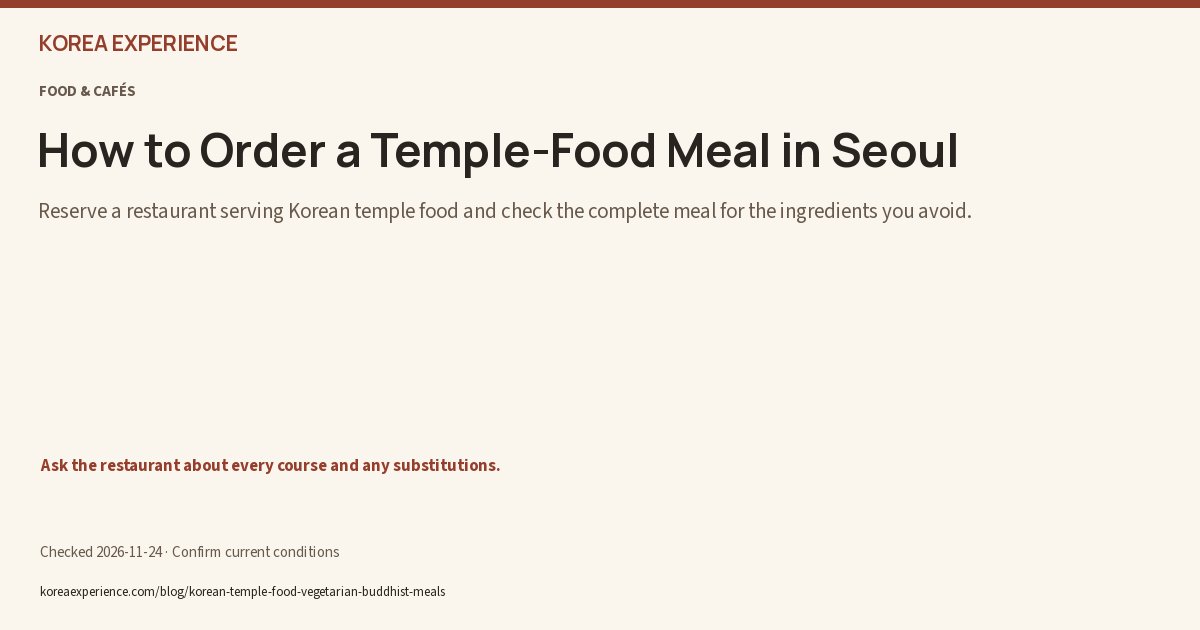 KOREA EXPERIENCE
FOOD & CAFÉS
How to Order a Temple-Food Meal in Seoul
Reserve a restaurant serving Korean temple food and check the complete meal for the ingredients you avoid.
Ask the restaurant about every course and any substitutions.
Checked 2026-11-24 · Confirm current conditions
koreaexperience.com/blog/korean-temple-food-vegetarian-buddhist-meals